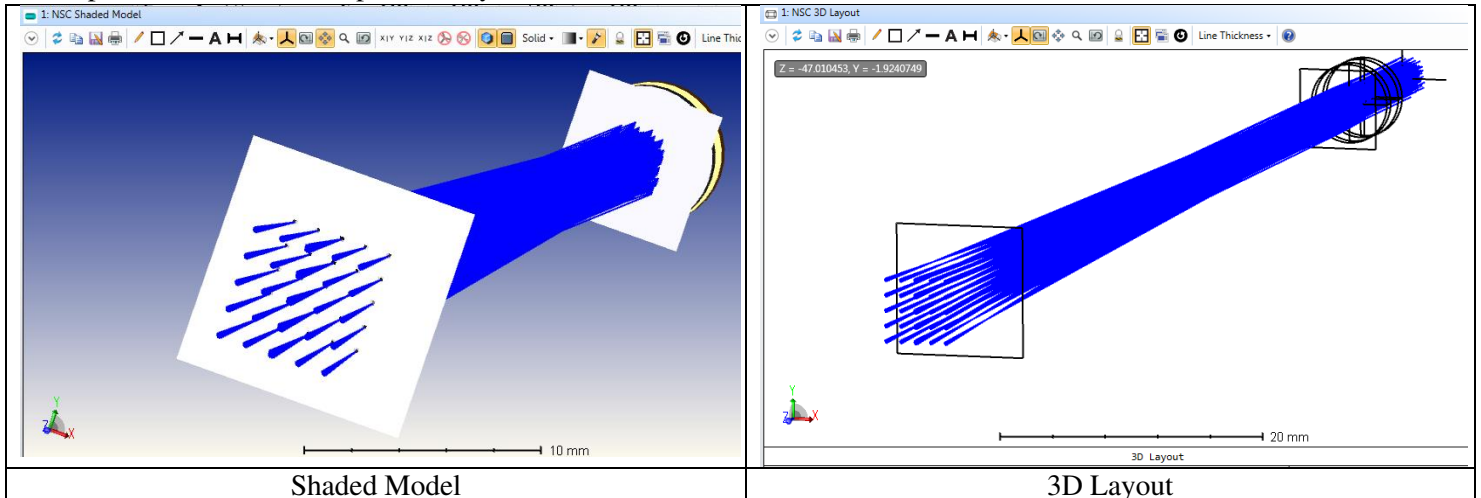 1: NSC Shaded Model
X|Y Y|Z X|Z Solid Line Thic
10 mm
Y
Z X
Shaded Model
1: NSC 3D Layout
Line Thickness
Z = -47.010453, Y = -1.9240749
20 mm
Y
Z X
3D Layout
3D Layout